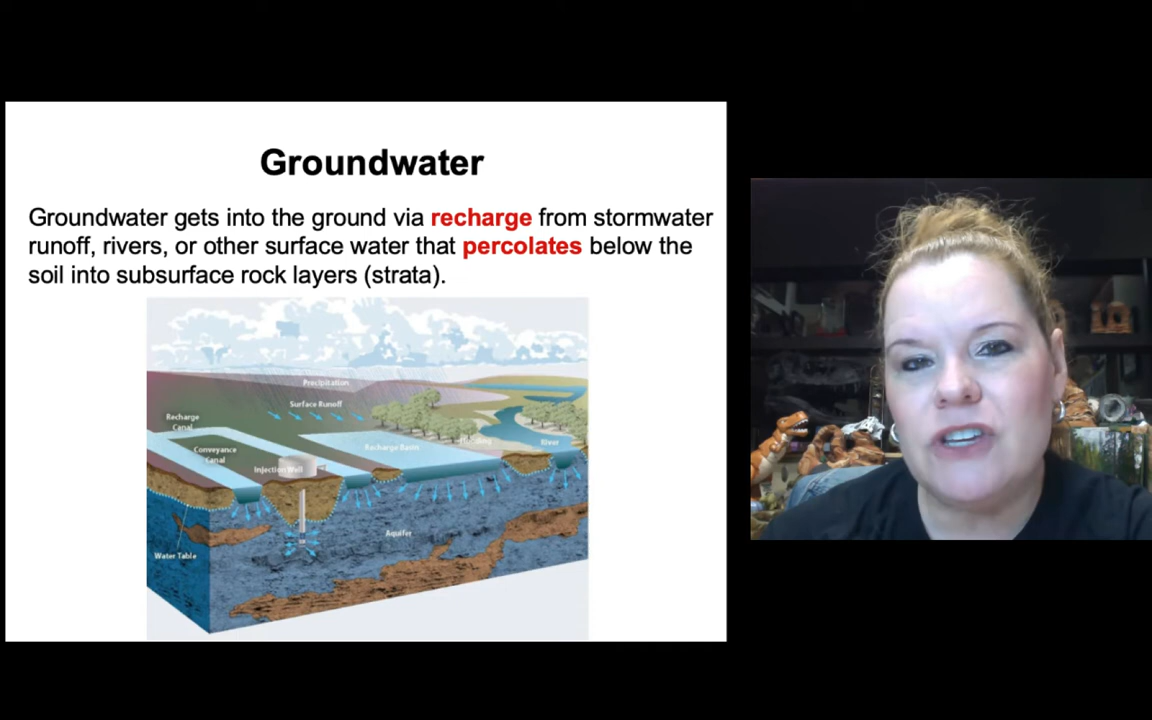 Groundwater
Groundwater gets into the ground via recharge from stormwater
runoff, rivers, or other surface water that percolates below the
soil into subsurface rock layers (strata).
Precipitation
Surface Runoff
Recharge
Canal
Conveyance
Canal
Recharge Basin
Flooding
River
Injection Well
Aquifer
Water Table